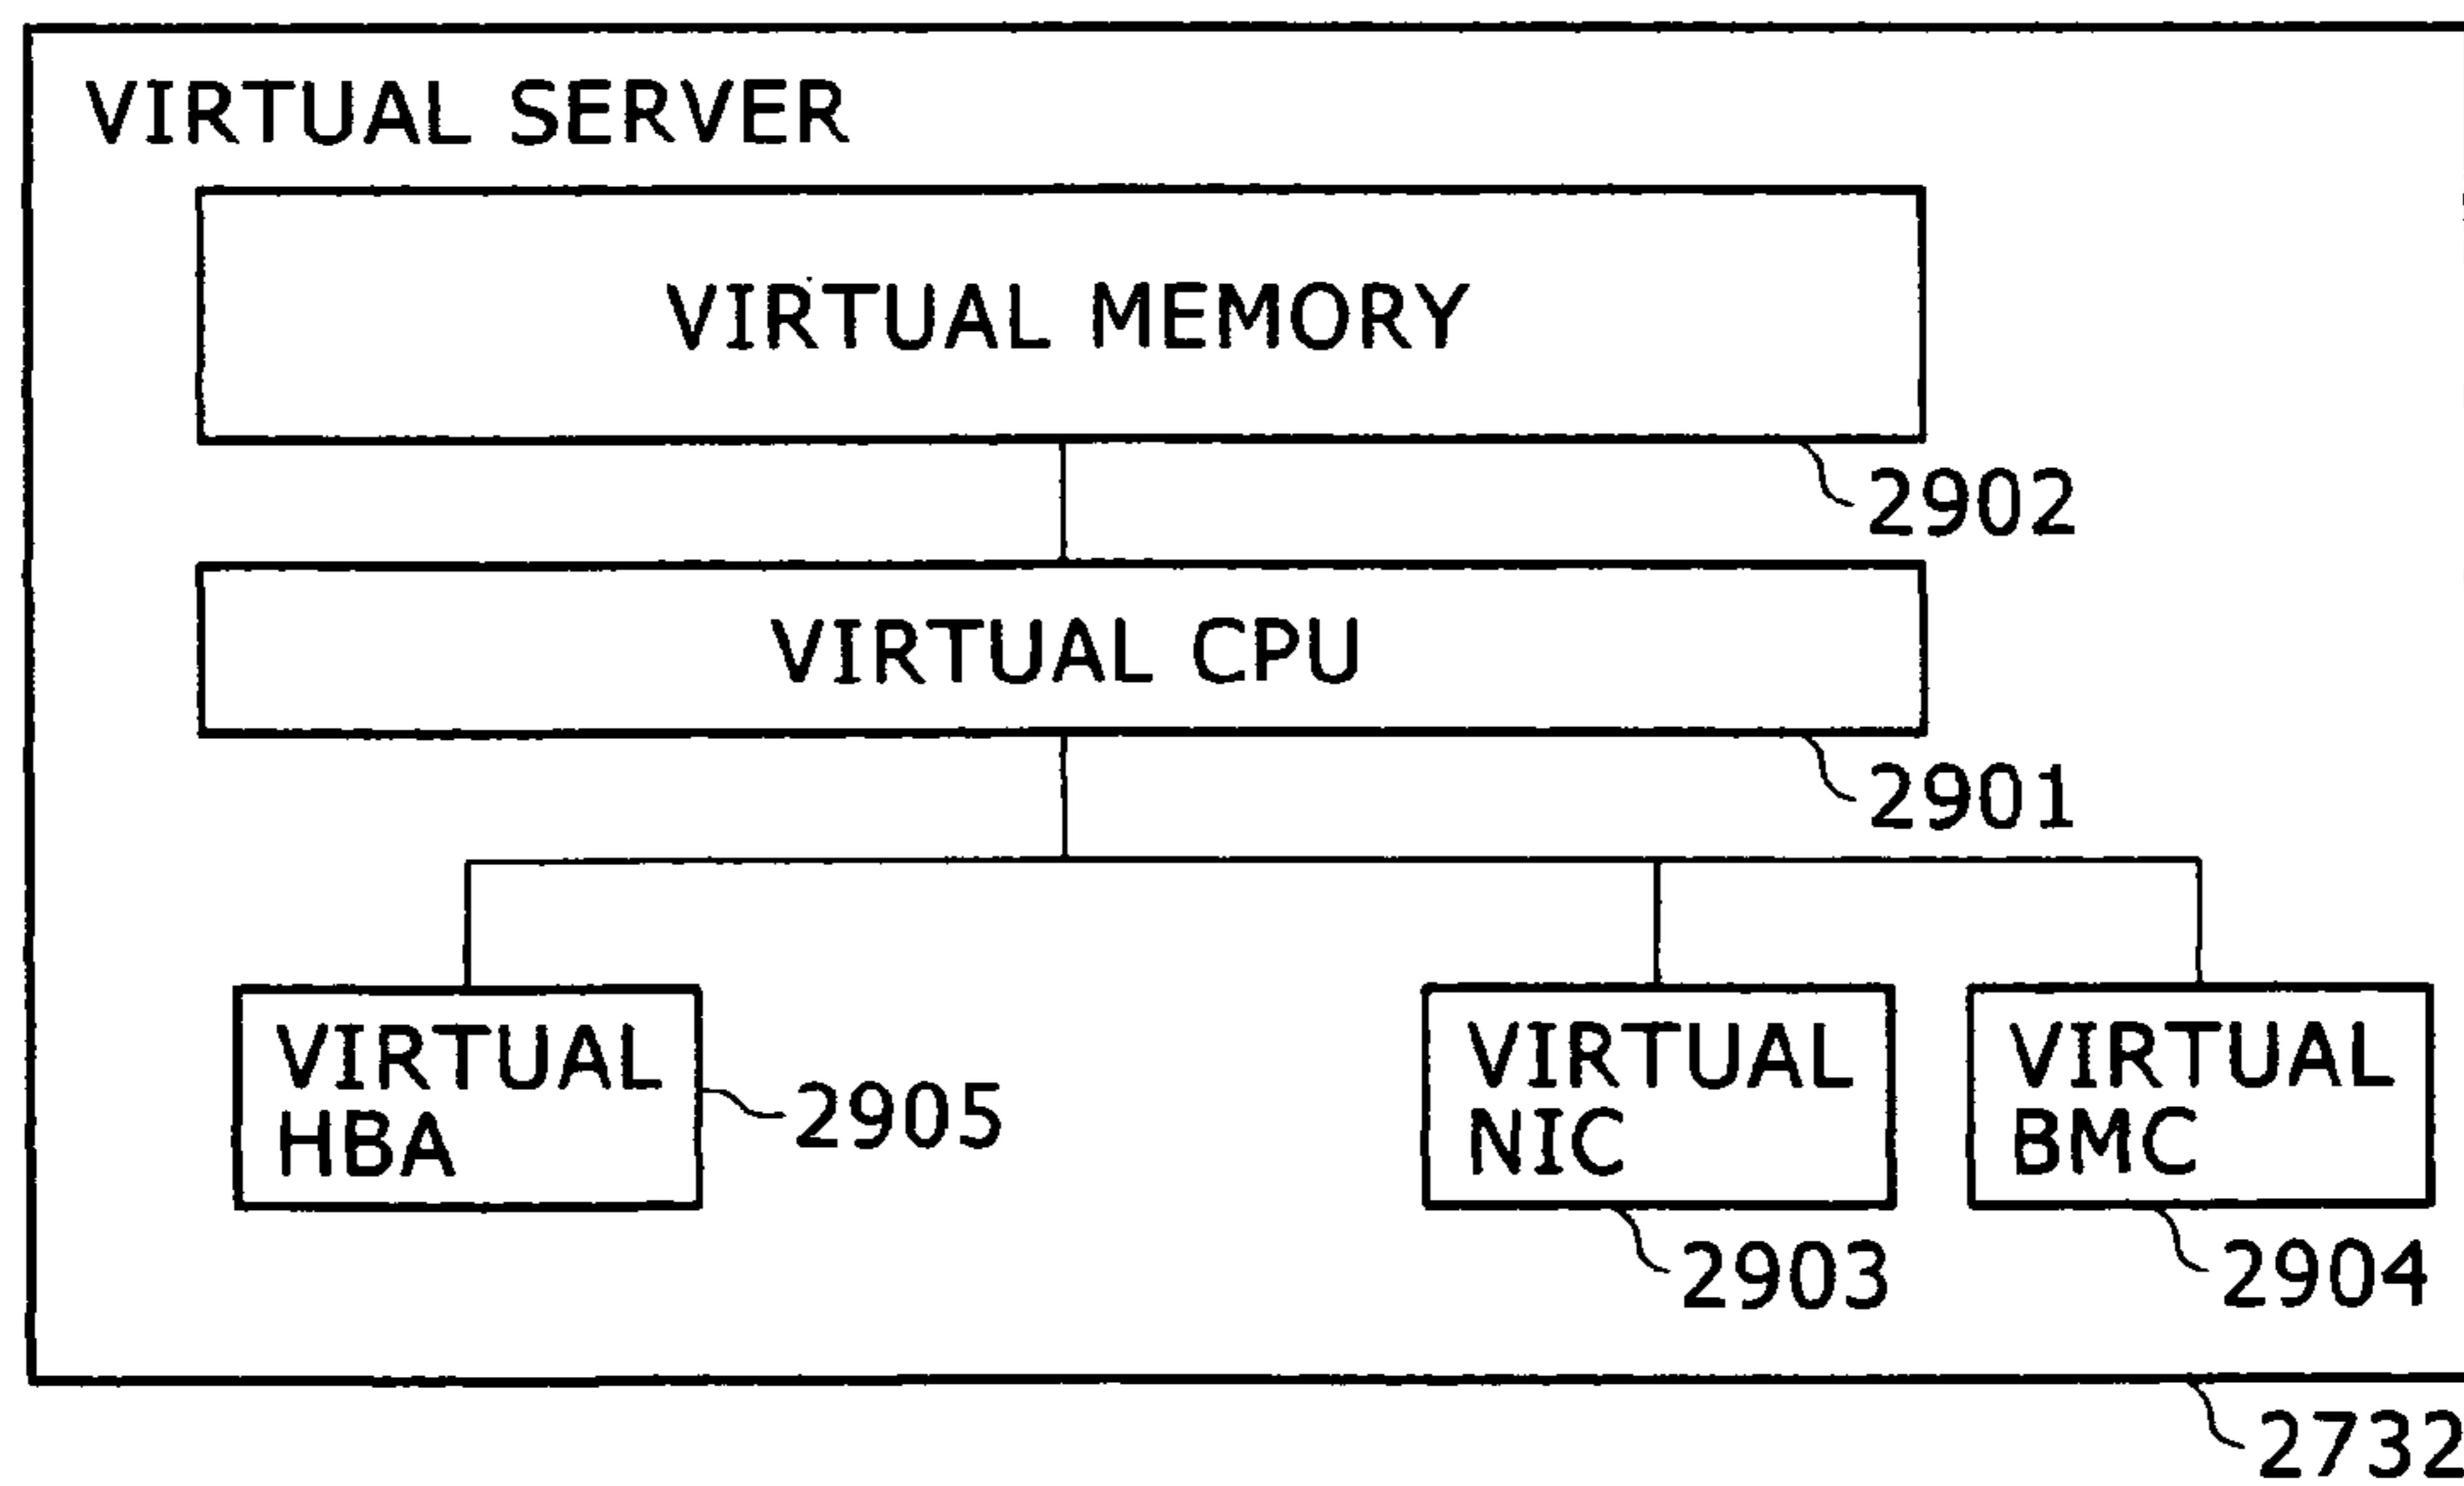 VIRTUAL SERVER
VIRTUAL MEMORY
2902
VIRTUAL CPU
2901
VIRTUAL
HBA
2905
VIRTUAL
NIC
2903
VIRTUAL
BMC
2904
2732